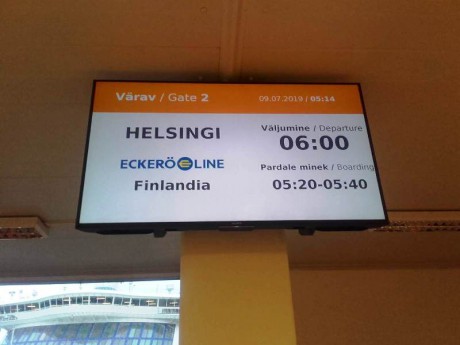 Värav / Gate 2
09.07.2019 / 05:14
HELSINGI
Väljumine / Departure
06:00
ECKERÖ LINE
Finlandia
Pardale minek / Boarding
05:20-05:40